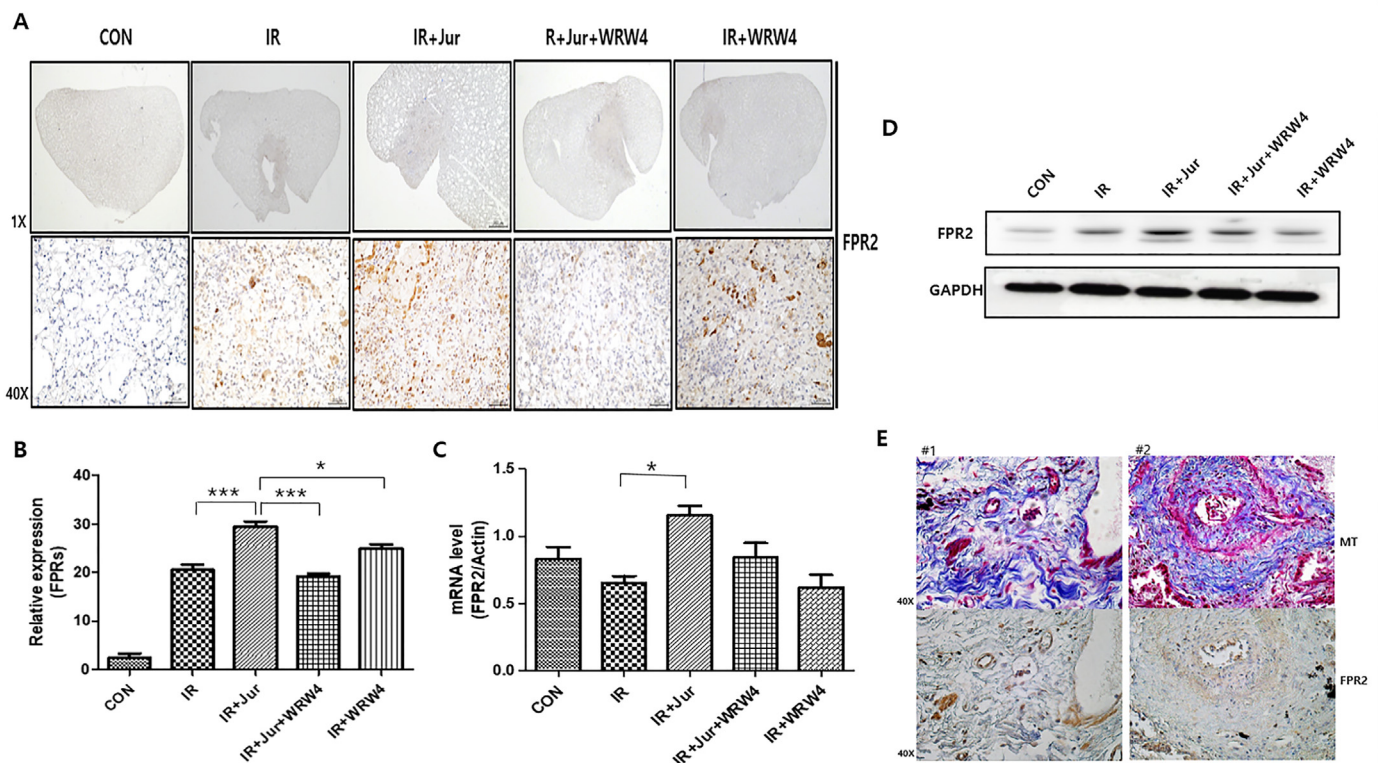 A
CON
IR
IR+Jur
R+Jur+WRW4
IR+WRW4
1X
40X
FPR2
B
Relative expression
(FPRs)
40
30
20
10
0
***
***
*
CON
IR
IR+Jur
IR+Jur+WRW4
IR+WRW4
C
mRNA level
(FPR2/Actin)
1.5
1.0
0.5
0.0
*
CON
IR
IR+Jur
IR+Jur+WRW4
IR+WRW4
D
CON
IR
IR+Jur
IR+Jur+WRW4
IR+WRW4
FPR2
GAPDH
E
#1
#2
MT
40X
FPR2
40X